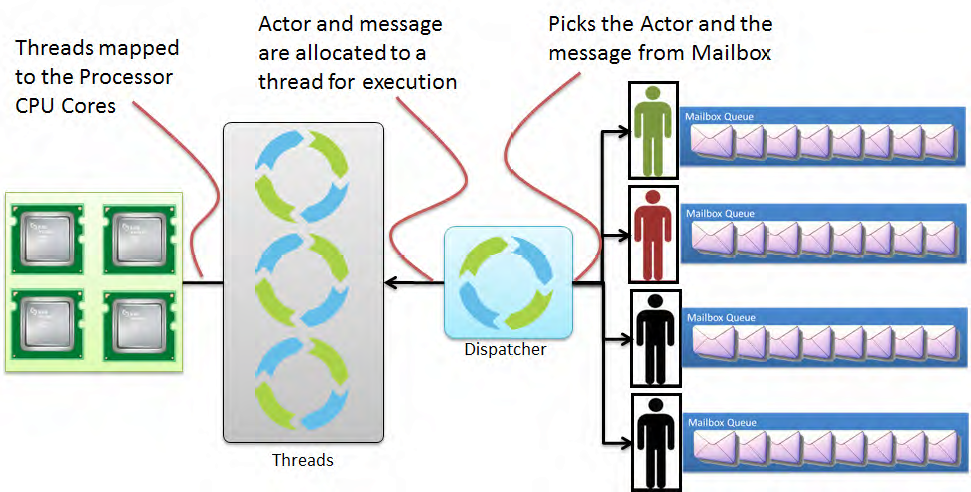 Threads mapped
to the Processor
CPU Cores
Actor and message
are allocated to a
thread for execution
Picks the Actor and the
message from Mailbox
Mailbox Queue
Mailbox Queue
Mailbox Queue
Mailbox Queue
Dispatcher
Threads